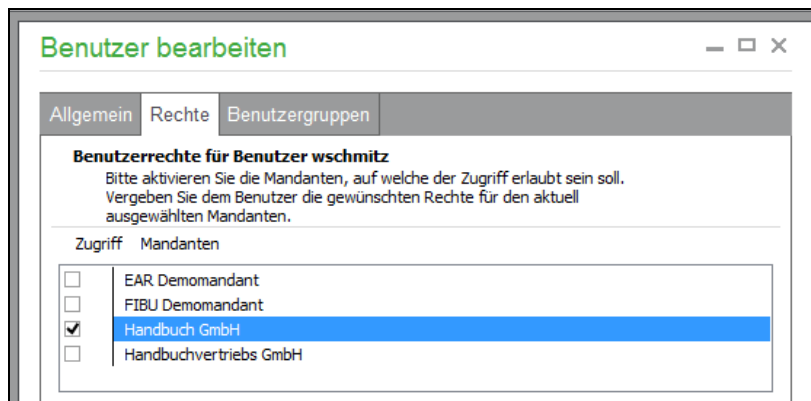 Benutzer bearbeiten
Allgemein Rechte Benutzergruppen
Benutzerrechte für Benutzer wschmitz
Bitte aktivieren Sie die Mandanten, auf welche der Zugriff erlaubt sein soll.
Vergeben Sie dem Benutzer die gewünschten Rechte für den aktuell
ausgewählten Mandanten.
Zugriff Mandanten
EAR Demomandant
FIBU Demomandant
Handbuch GmbH
Handbuchvertriebs GmbH